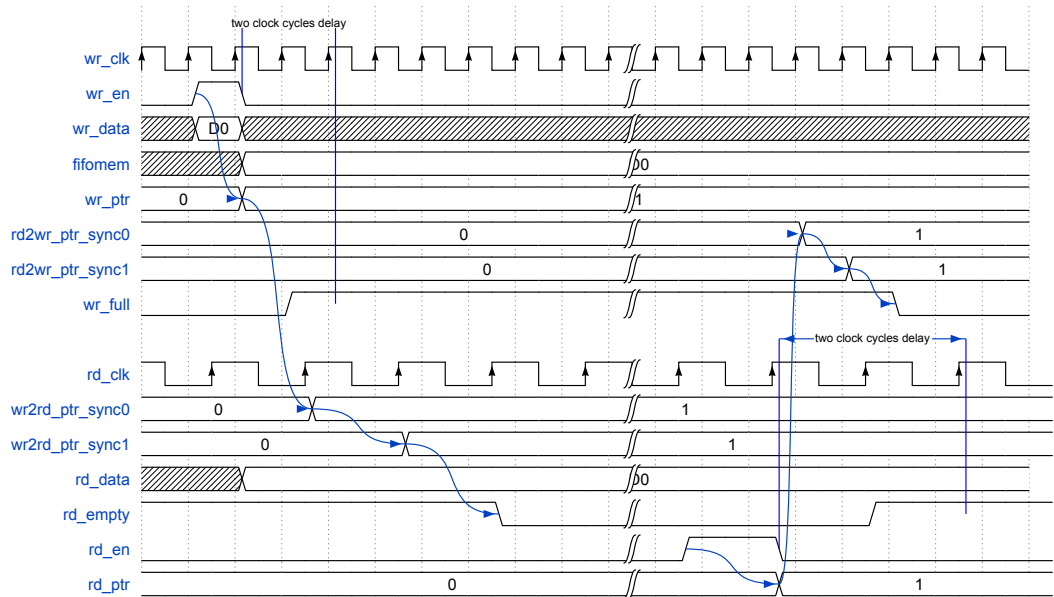 two clock cycles delay
wr_clk
wr_en
wr_data D0
fifomem D0
wr_ptr 0 1
rd2wr_ptr_sync0 0 1
rd2wr_ptr_sync1 0 1
wr_full
two clock cycles delay
rd_clk
wr2rd_ptr_sync0 0 1
wr2rd_ptr_sync1 0 1
rd_data D0
rd_empty
rd_en
rd_ptr 0 1